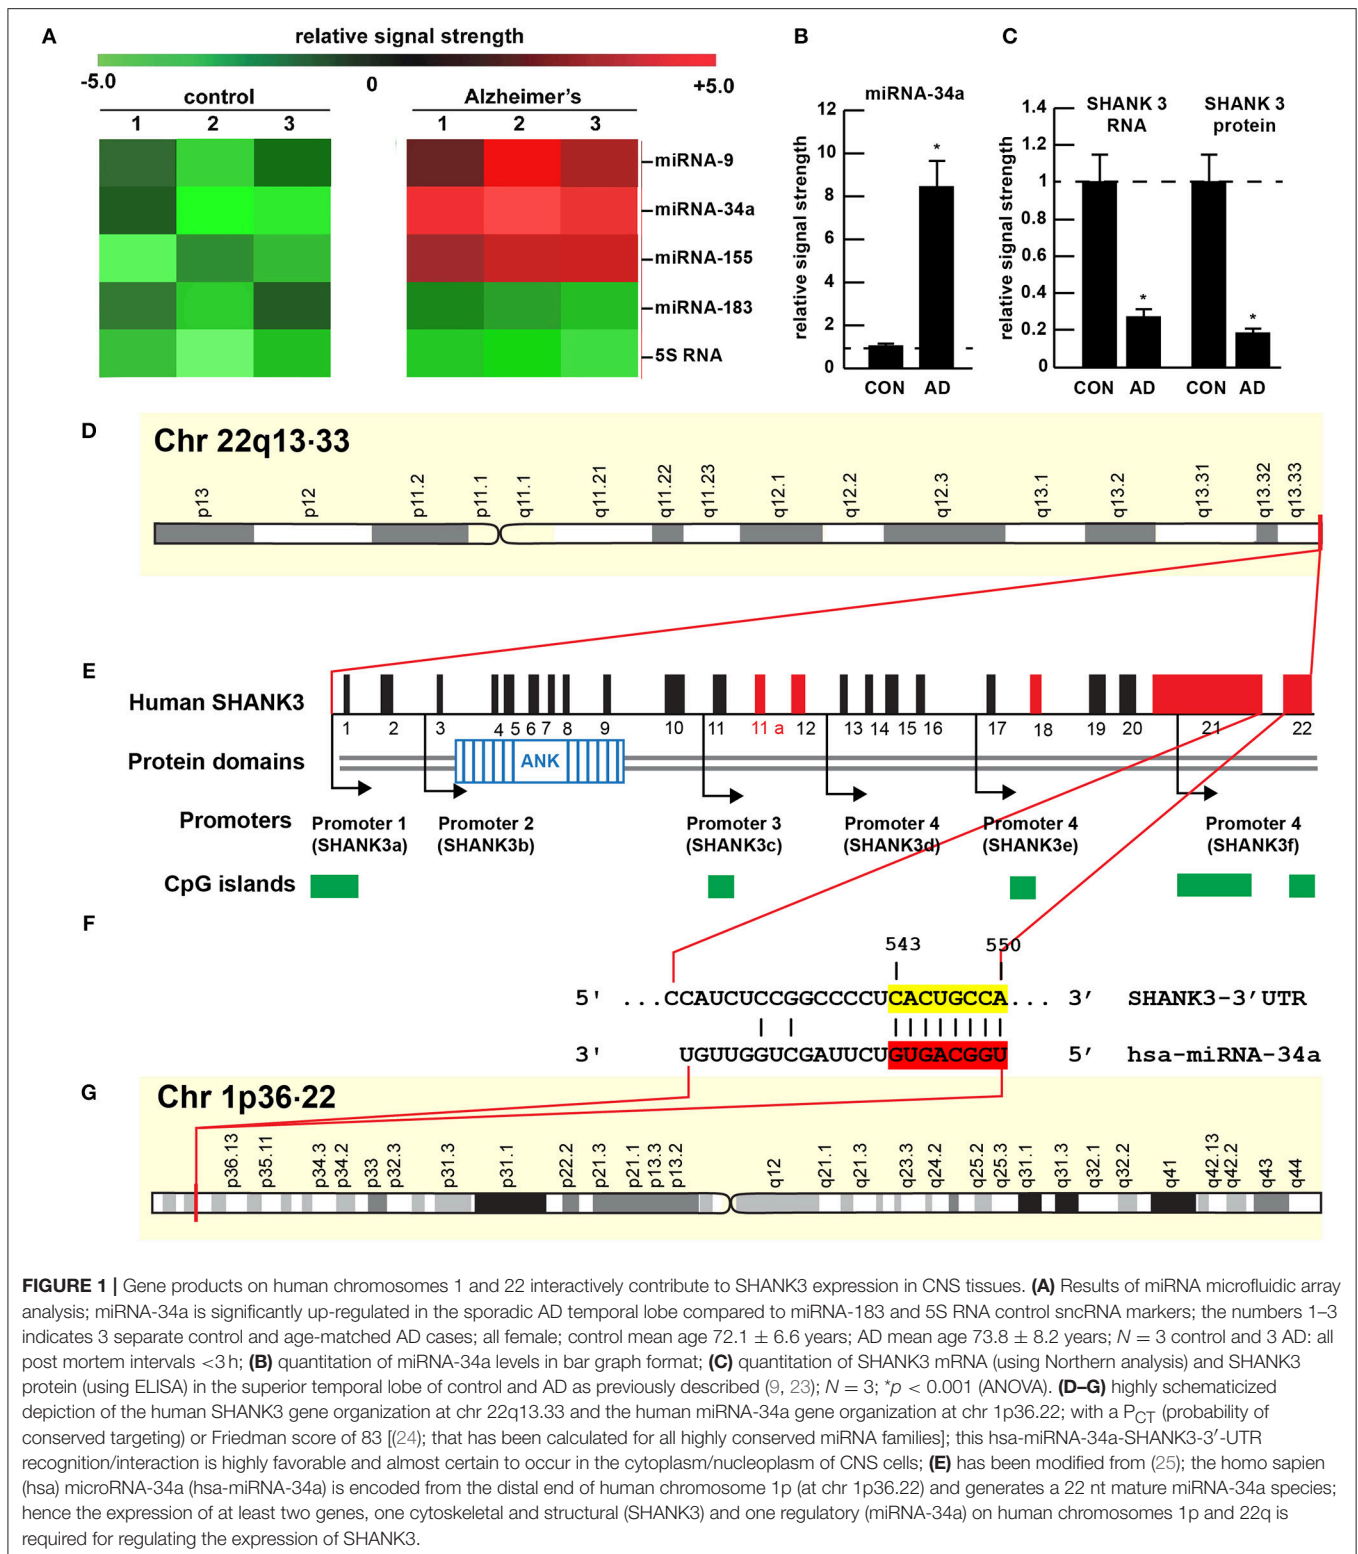 A
relative signal strength
-5.0
0
+5.0
control
Alzheimer's
1 2 3
1 2 3
miRNA-9
miRNA-34a
miRNA-155
miRNA-183
5S RNA
B
miRNA-34a
relative signal strength
12
10
8
6
4
2
0
*
CON AD
C
SHANK 3
RNA
SHANK 3
protein
relative signal strength
1.4
1.2
1
0.8
0.6
0.4
0.2
0
*
*
CON AD CON AD
D
Chr 22q13·33
p13 p12 p11.2 p11.1 q11.1 q11.21 q11.22 q11.23 q12.1 q12.2 q12.3 q13.1 q13.2 q13.31 q13.32 q13.33
E
Human SHANK3
1 2 3 4 5 6 7 8 9 10 11 11 a 12 13 14 15 16 17 18 19 20 21 22
Protein domains
ANK
Promoters
Promoter 1
(SHANK3a)
Promoter 2
(SHANK3b)
Promoter 3
(SHANK3c)
Promoter 4
(SHANK3d)
Promoter 4
(SHANK3e)
Promoter 4
(SHANK3f)
CpG islands
F
543 550
5' ...CCAUCUCCGGCCCCUCACUGCCA... 3′ SHANK3-3′UTR
3' UGUUGGUCGAUUCUGUGACGGU 5′ hsa-miRNA-34a
G
Chr 1p36·22
p36.13 p35.11 p34.3 p34.2 p33 p32.3 p31.3 p31.1 p22.2 p21.3 p21.1 p13.3 p13.2 q12 q21.1 q21.3 q23.3 q24.2 q25.2 q25.3 q31.1 q31.3 q32.1 q32.2 q41 q42.13 q42.2 q43 q44
FIGURE 1 | Gene products on human chromosomes 1 and 22 interactively contribute to SHANK3 expression in CNS tissues. (A) Results of miRNA microfluidic array
analysis; miRNA-34a is significantly up-regulated in the sporadic AD temporal lobe compared to miRNA-183 and 5S RNA control sncRNA markers; the numbers 1–3
indicates 3 separate control and age-matched AD cases; all female; control mean age 72.1 ± 6.6 years; AD mean age 73.8 ± 8.2 years; N = 3 control and 3 AD: all
post mortem intervals <3 h; (B) quantitation of miRNA-34a levels in bar graph format; (C) quantitation of SHANK3 mRNA (using Northern analysis) and SHANK3
protein (using ELISA) in the superior temporal lobe of control and AD as previously described (9, 23); N = 3; *p < 0.001 (ANOVA). (D–G) highly schematicized
depiction of the human SHANK3 gene organization at chr 22q13.33 and the human miRNA-34a gene organization at chr 1p36.22; with a PCT (probability of
conserved targeting) or Friedman score of 83 [(24); that has been calculated for all highly conserved miRNA families]; this hsa-miRNA-34a-SHANK3-3′-UTR
recognition/interaction is highly favorable and almost certain to occur in the cytoplasm/nucleoplasm of CNS cells; (E) has been modified from (25); the homo sapien
(hsa) microRNA-34a (hsa-miRNA-34a) is encoded from the distal end of human chromosome 1p (at chr 1p36.22) and generates a 22 nt mature miRNA-34a species;
hence the expression of at least two genes, one cytoskeletal and structural (SHANK3) and one regulatory (miRNA-34a) on human chromosomes 1p and 22q is
required for regulating the expression of SHANK3.